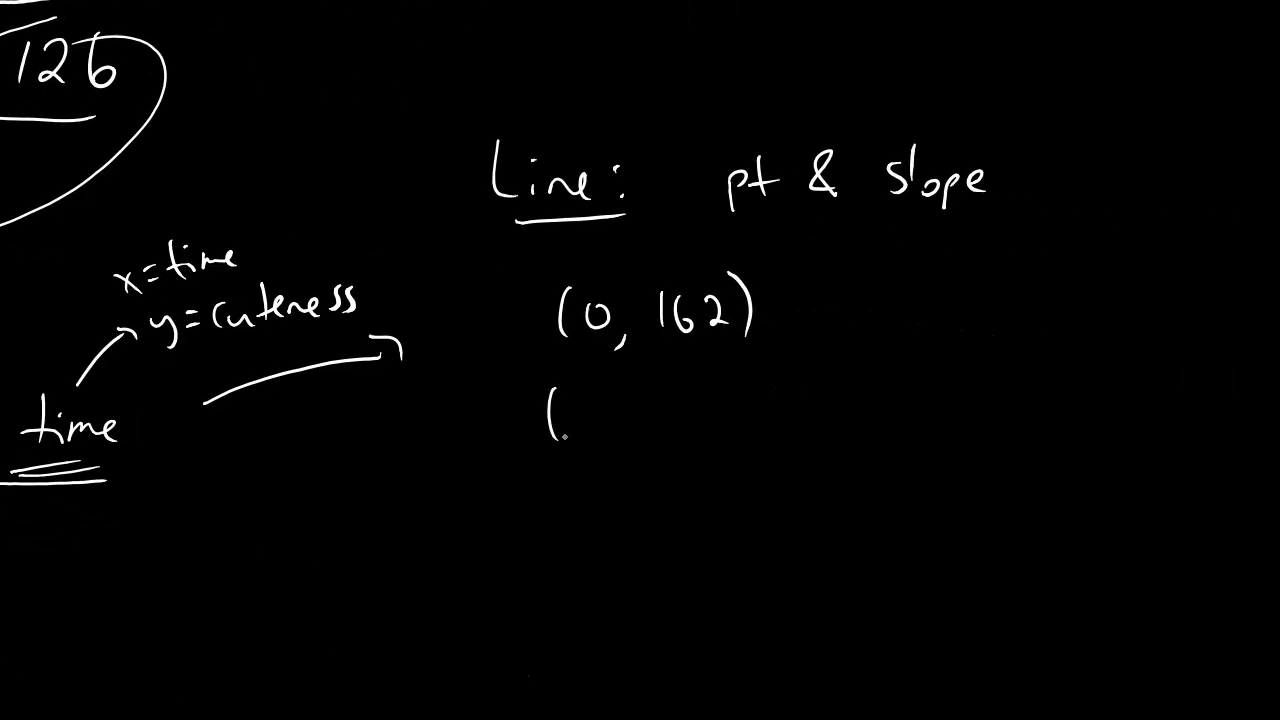 126
Line: pt & slope
x=time
y=cuteness
(0, 162)
(
time